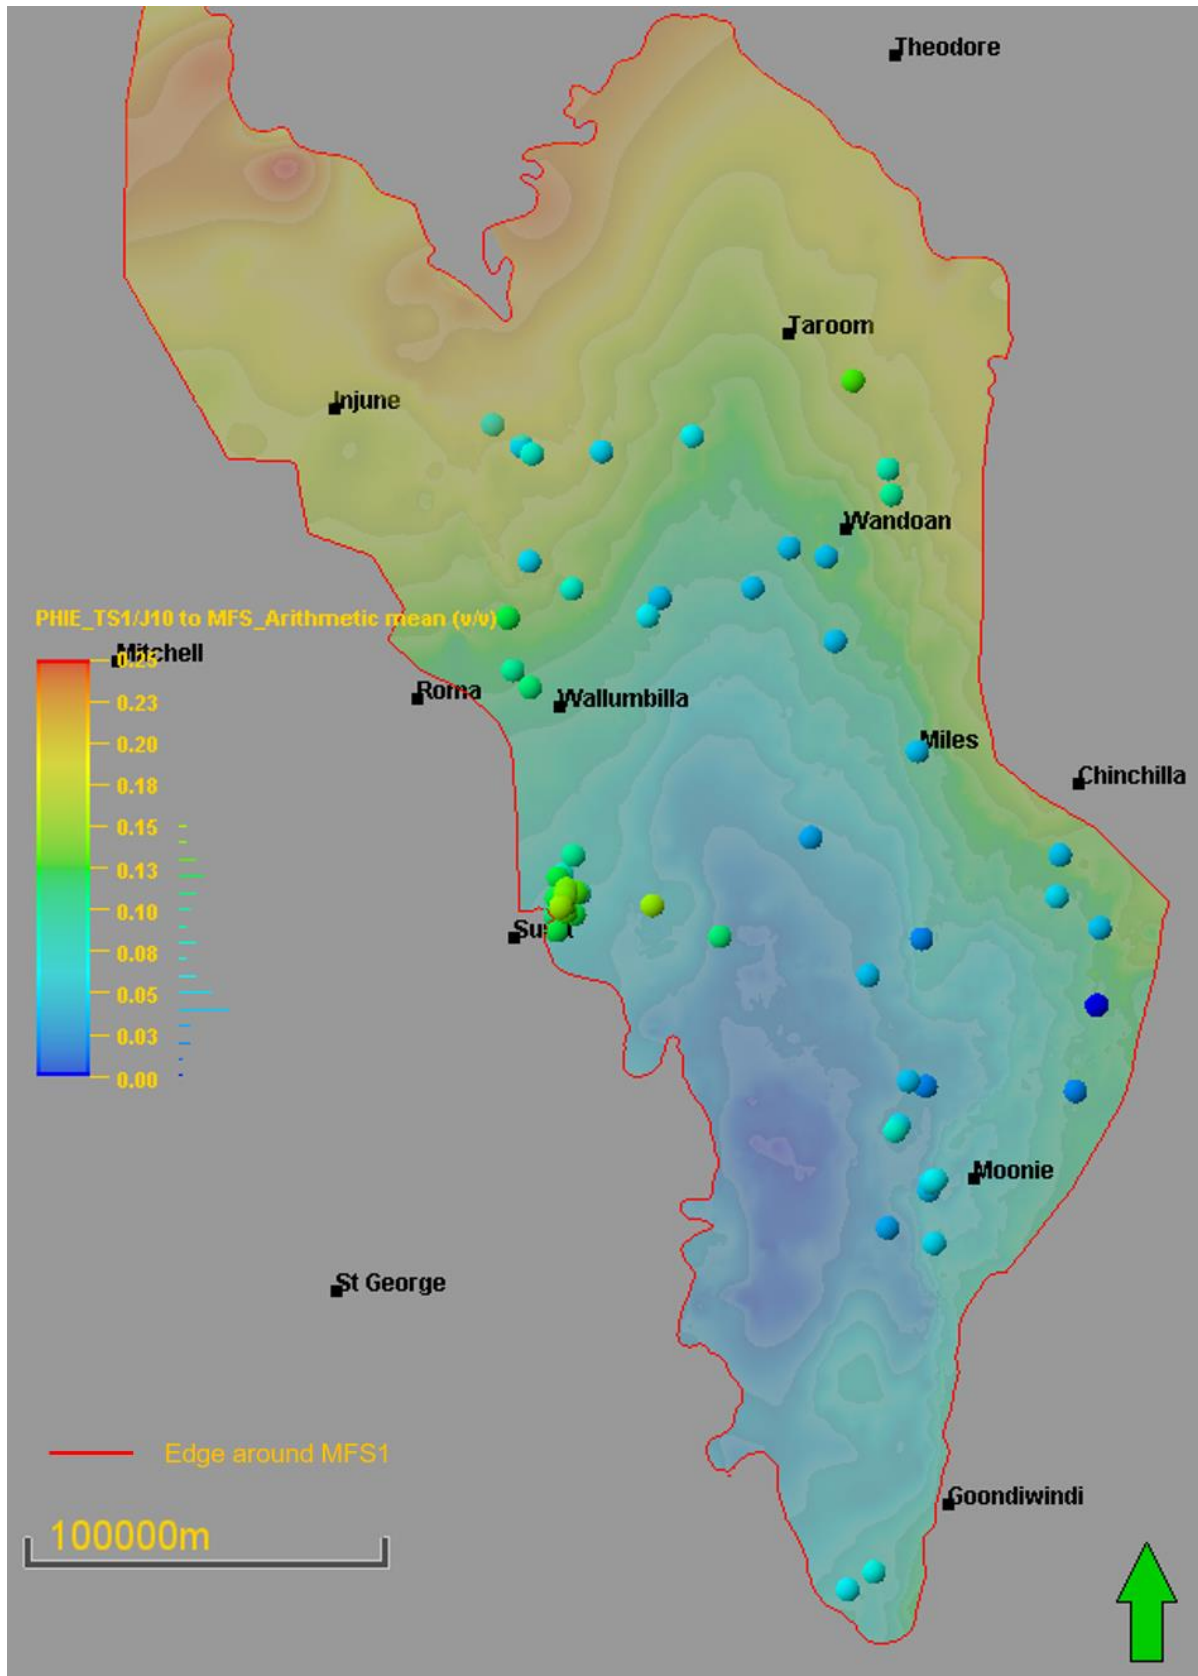 Theodore
Taroom
Injune
Wandoan
PHIE_TS1/J10 to MFS_Arithmetic mean (v/v)
Mitchell
0.25
0.23
0.20
0.18
0.15
0.13
0.10
0.08
0.05
0.03
0.00
Roma
Wallumbilla
Miles
Chinchilla
Moonie
St George
Edge around MFS1
Goondiwindi
100000m